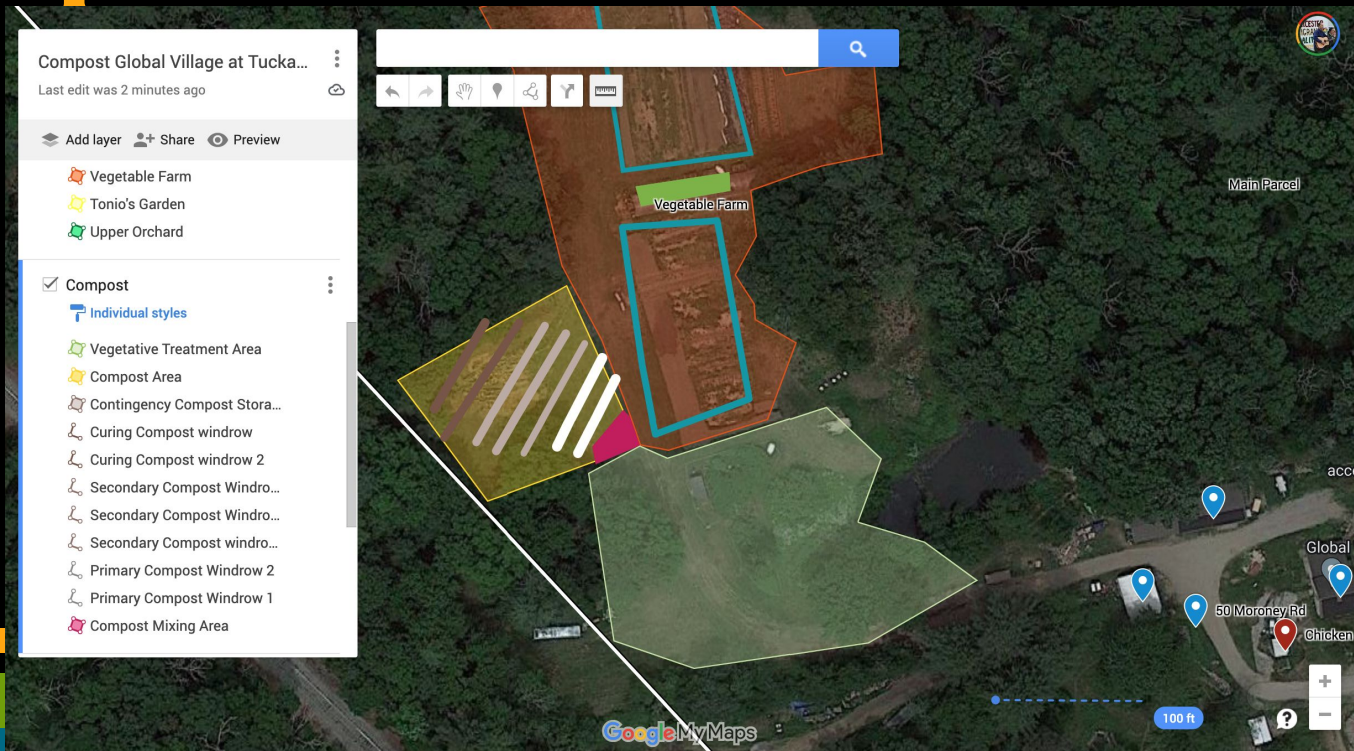 Compost Global Village at Tucka...
Last edit was 2 minutes ago
Add layer
Share
Preview
Vegetable Farm
Tonio's Garden
Upper Orchard
Compost
Individual styles
Vegetative Treatment Area
Compost Area
Contingency Compost Stora...
Curing Compost windrow
Curing Compost windrow 2
Secondary Compost Windro...
Secondary Compost Windro...
Secondary Compost windro...
Primary Compost Windrow 2
Primary Compost Windrow 1
Compost Mixing Area
Main Parcel
Vegetable Farm
acc
Global
50 Moroney Rd
Chicken
100 ft
Google My Maps